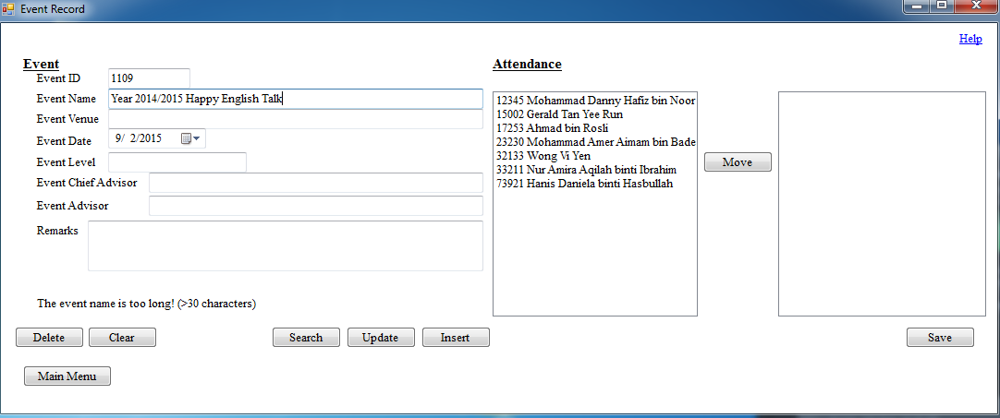 Event Record
Help
Event
Event ID 1109
Event Name Year 2014/2015 Happy English Talk
Event Venue
Event Date 9/ 2/2015
Event Level
Event Chief Advisor
Event Advisor
Remarks
The event name is too long! (>30 characters)
Delete Clear Search Update Insert
Main Menu
Attendance
12345 Mohammad Danny Hafiz bin Noor
15002 Gerald Tan Yee Run
17253 Ahmad bin Rosli
23230 Mohammad Amer Aimam bin Bade
32133 Wong Vi Yen
33211 Nur Amira Aqilah binti Ibrahim
73921 Hanis Daniela binti Hasbullah
Move
Save